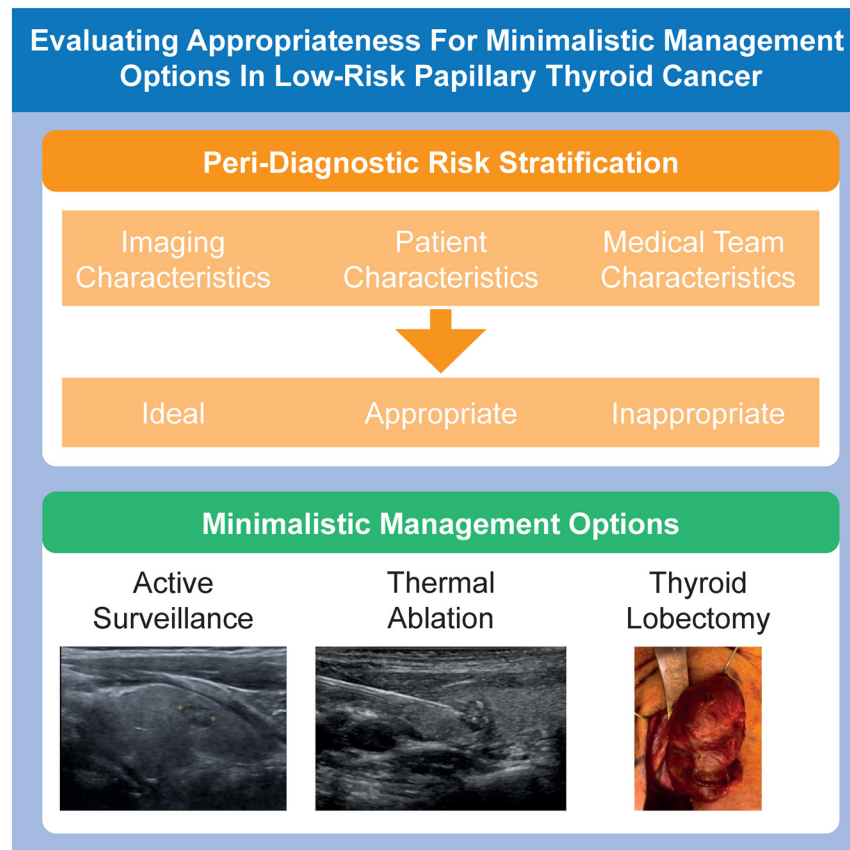 Evaluating Appropriateness For Minimalistic Management
Options In Low-Risk Papillary Thyroid Cancer
Peri-Diagnostic Risk Stratification
Imaging
Characteristics
Patient
Characteristics
Medical Team
Characteristics
Ideal
Appropriate
Inappropriate
Minimalistic Management Options
Active
Surveillance
Thermal
Ablation
Thyroid
Lobectomy